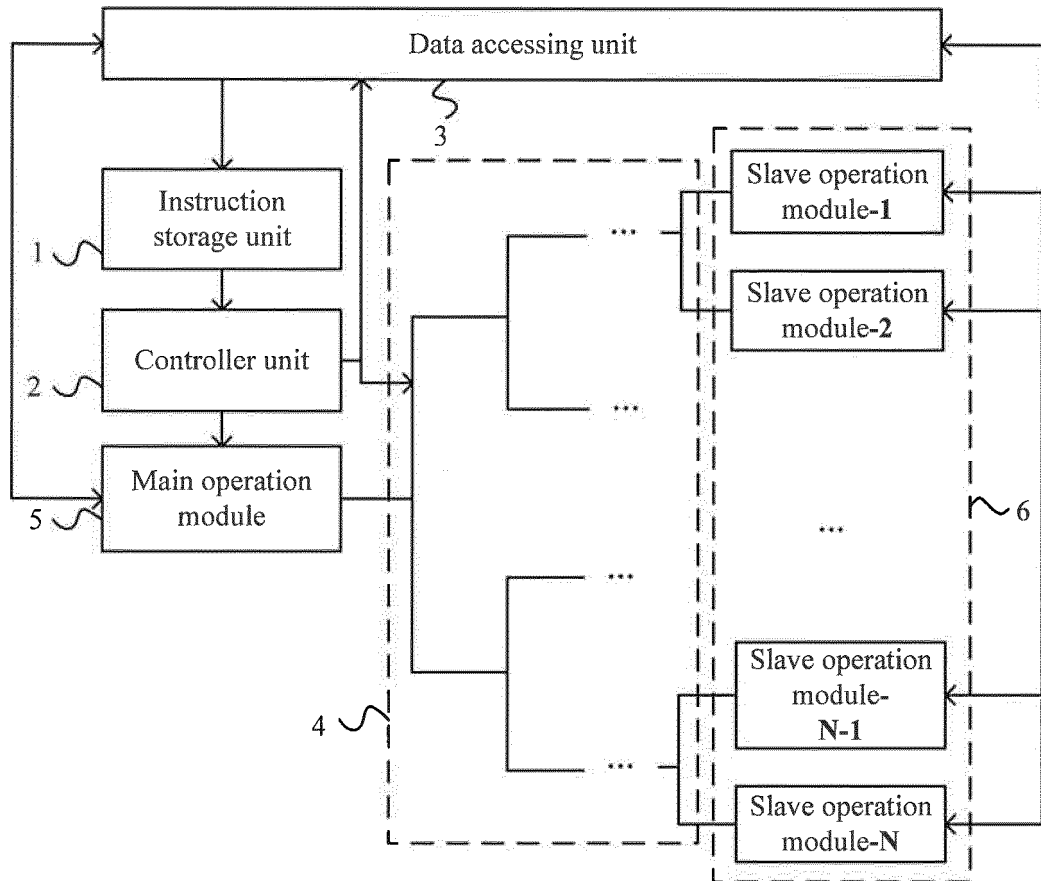 Data accessing unit
3
Instruction
storage unit
1
Controller unit
2
Main operation
module
5
4
...
...
...
...
Slave operation
module-1
Slave operation
module-2
...
6
Slave operation
module-
N-1
Slave operation
module-N